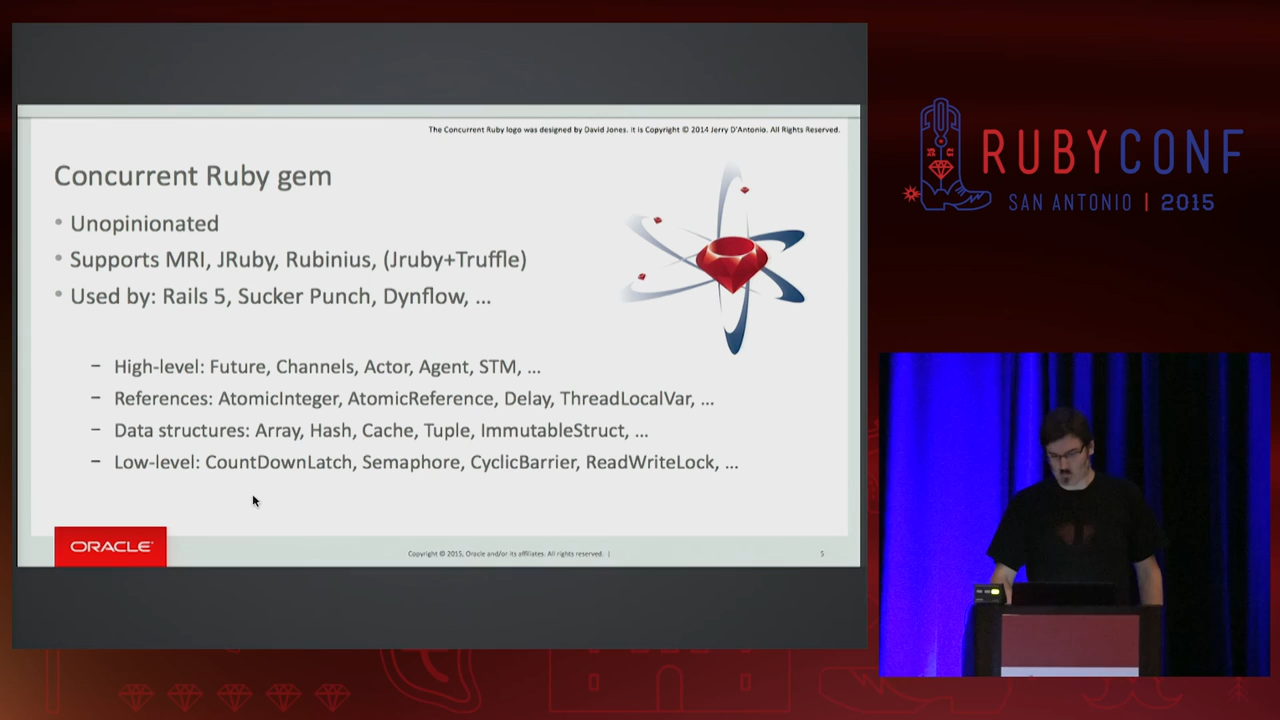 The Concurrent Ruby logo was designed by David Jones. It is Copyright © 2014 Jerry D'Antonio. All Rights Reserved.
Concurrent Ruby gem
• Unopinionated
• Supports MRI, JRuby, Rubinius, (Jruby+Truffle)
• Used by: Rails 5, Sucker Punch, Dynflow, ...
– High-level: Future, Channels, Actor, Agent, STM, ...
– References: AtomicInteger, AtomicReference, Delay, ThreadLocalVar, ...
– Data structures: Array, Hash, Cache, Tuple, ImmutableStruct, ...
– Low-level: CountDownLatch, Semaphore, CyclicBarrier, ReadWriteLock, ...
ORACLE®
Copyright © 2015, Oracle and/or its affiliates. All rights reserved. |
5
RUBYCONF
SAN ANTONIO | 2015